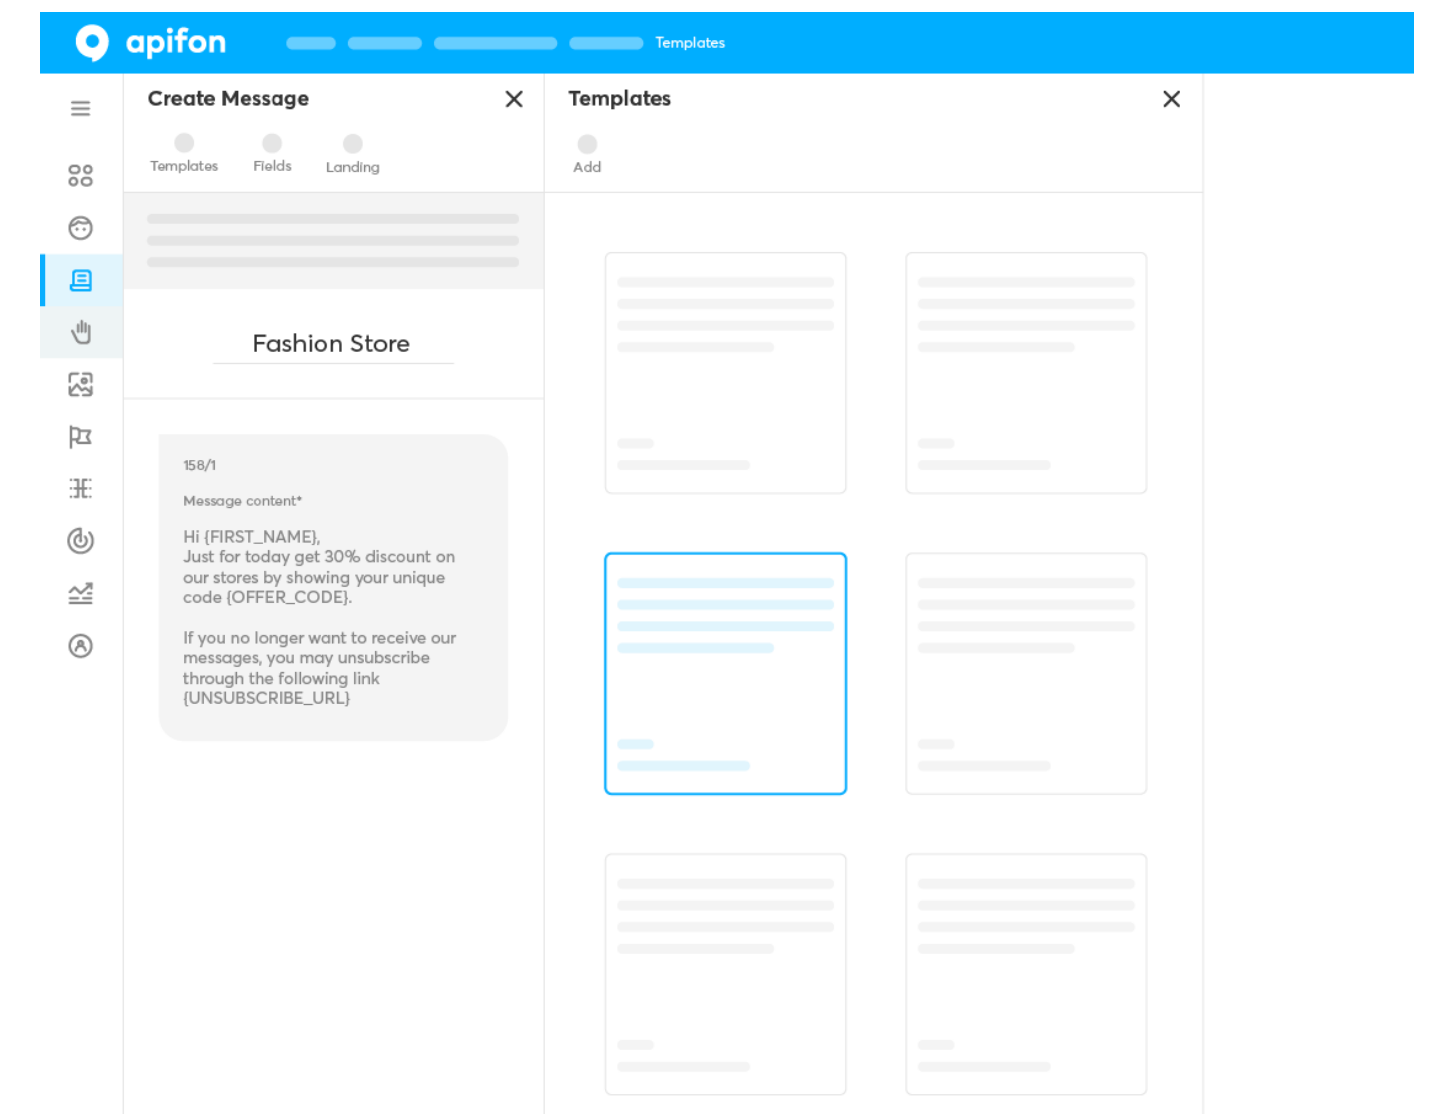 apifon
Templates
Create Message
Templates
Templates
Fields
Landing
Add
Fashion Store
158/1
Message content*
Hi {FIRST_NAME},
Just for today get 30% discount on
our stores by showing your unique
code {OFFER_CODE}.
If you no longer want to receive our
messages, you may unsubscribe
through the following link
{UNSUBSCRIBE_URL}